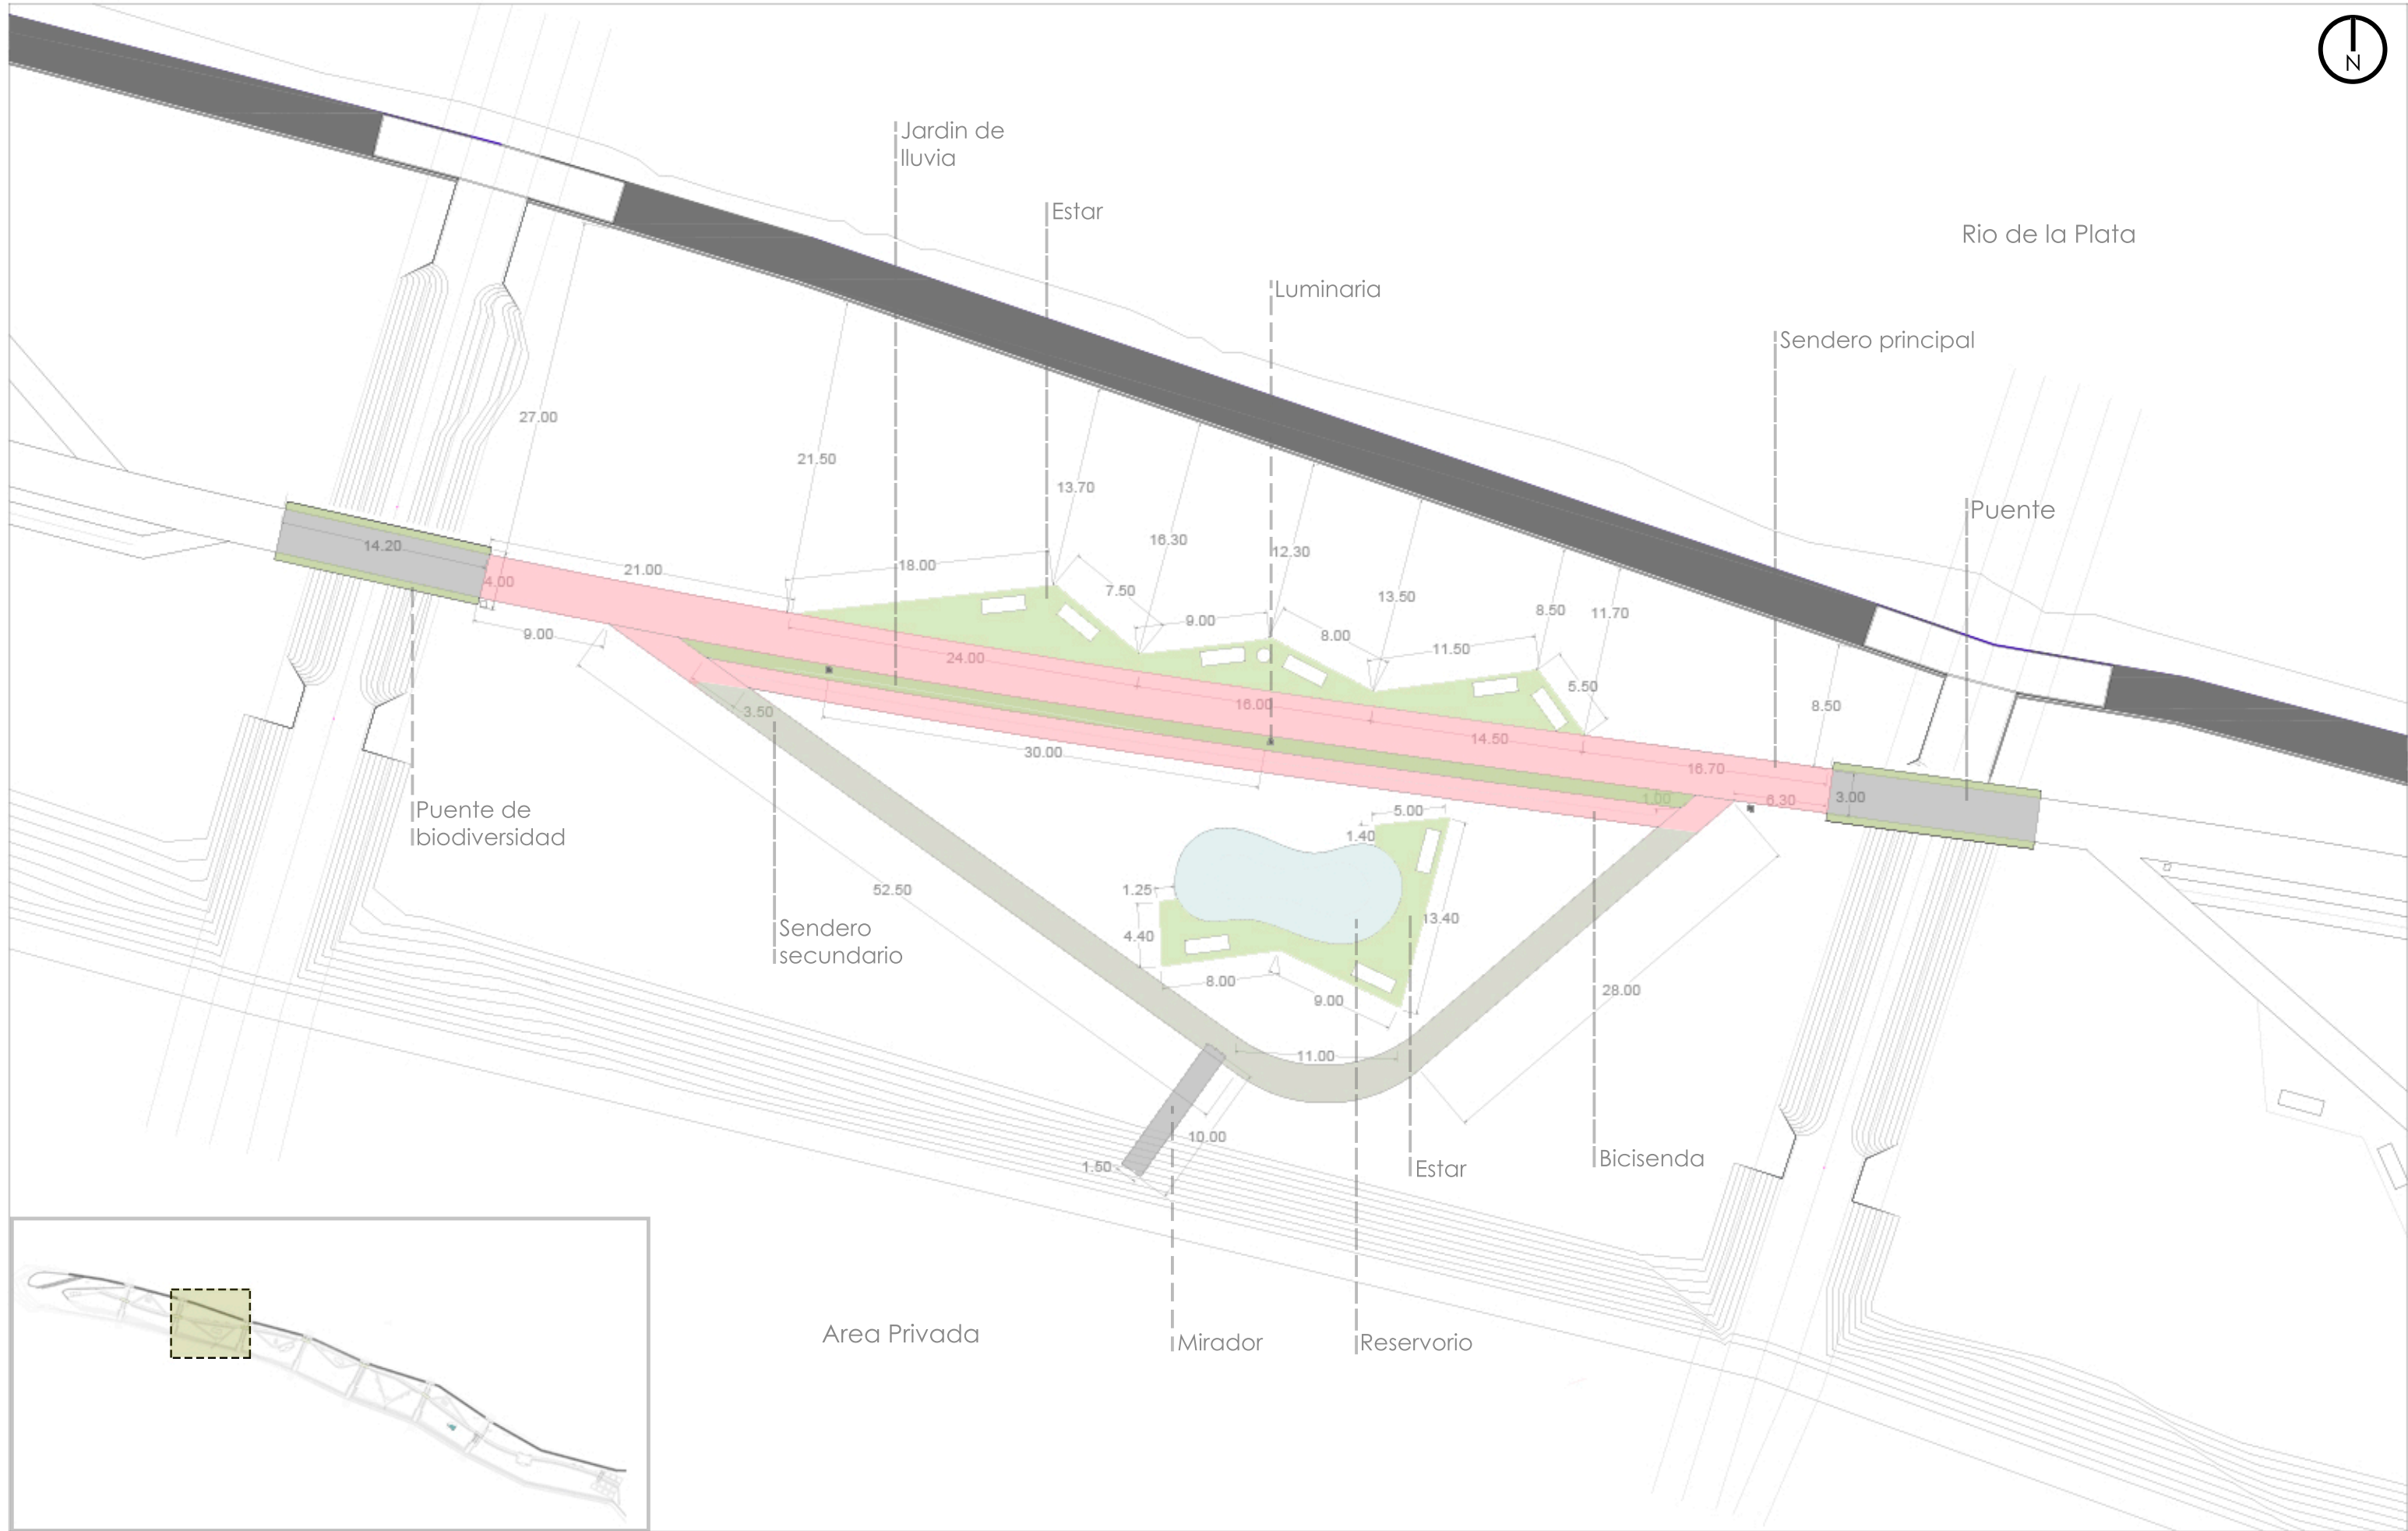 N
Jardin de
lluvia
Estar
Rio de la Plata
Luminaria
Sendero principal
27.00
21.50
13.70
Puente
16.30
12.30
14.20
18.00
21.00
4.00
7.50
13.50
8.50
11.70
9.00
9.00
8.00
11.50
24.00
5.50
16.00
3.50
8.50
14.50
30.00
16.70
1.00
6.30
3.00
Puente de
biodiversidad
5.00
1.40
52.50
1.25
Sendero
secundario
4.40
13.40
8.00
9.00
28.00
11.00
10.00
1.50
Estar
Bicisenda
Area Privada
Mirador
Reservorio